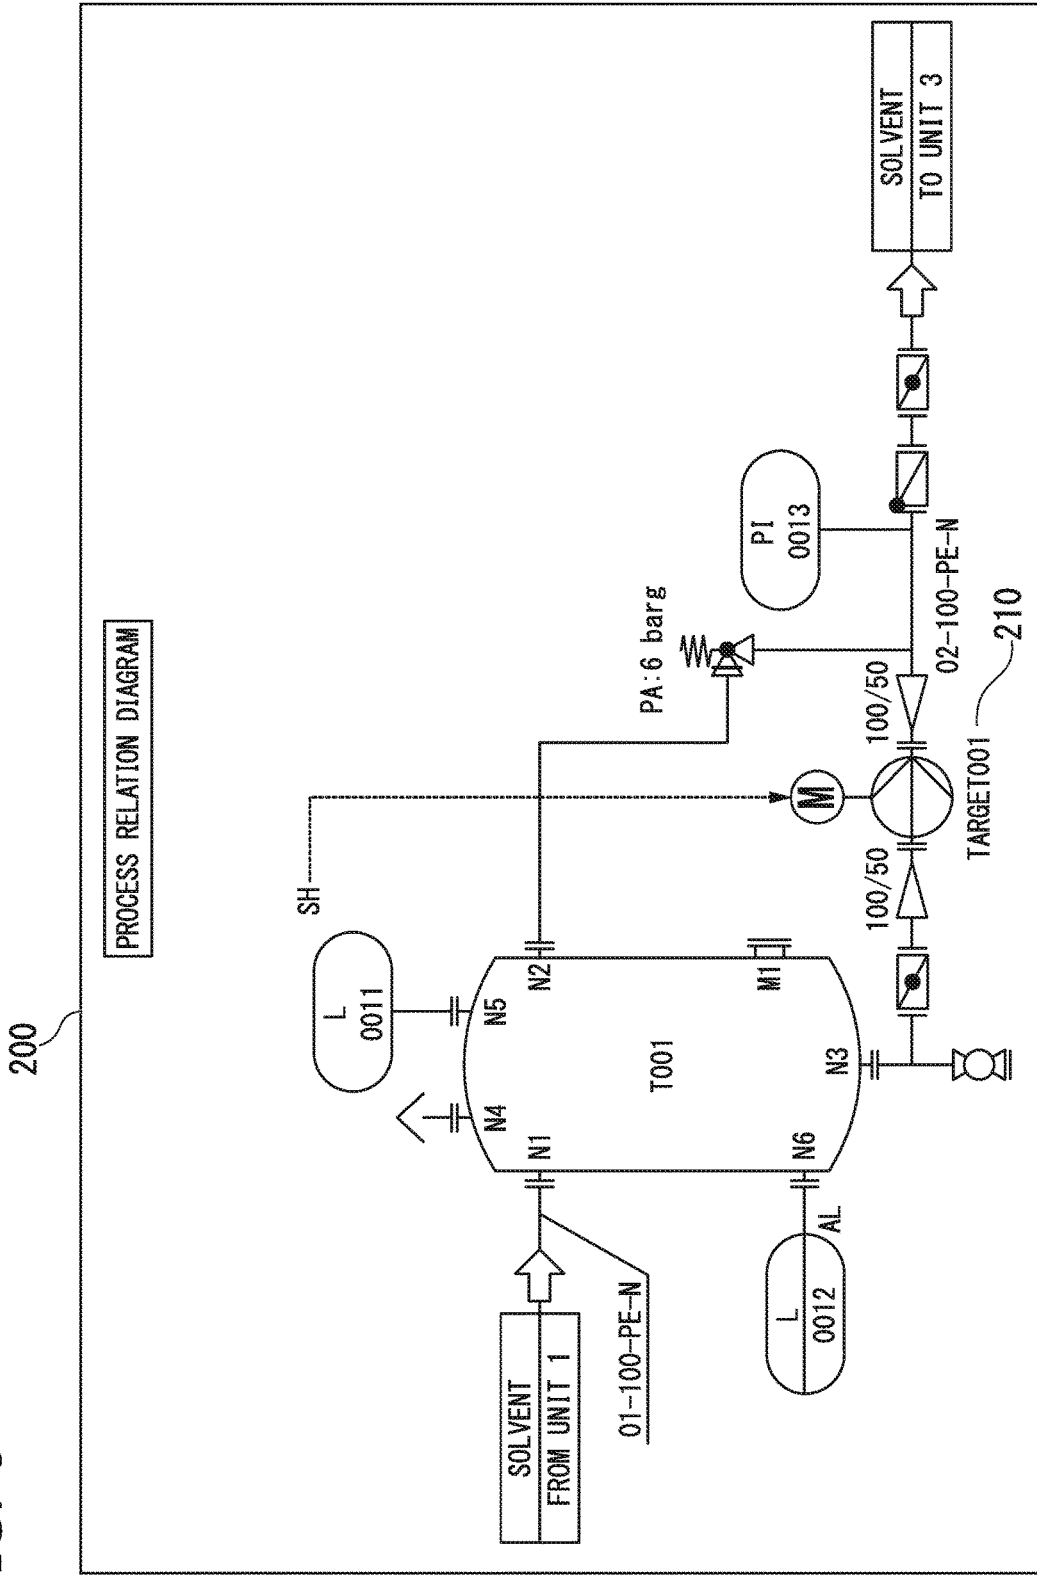 200
PROCESS RELATION DIAGRAM
SH
L
0011
N4
N5
N1
N2
SOLVENT
FROM UNIT 1
01-100-PE-N
T001
PA:6 barg
M1
N6
N3
L
0012
AL
M
PI
0013
100/50
100/50
TARGET001
210
02-100-PE-N
SOLVENT
TO UNIT 3